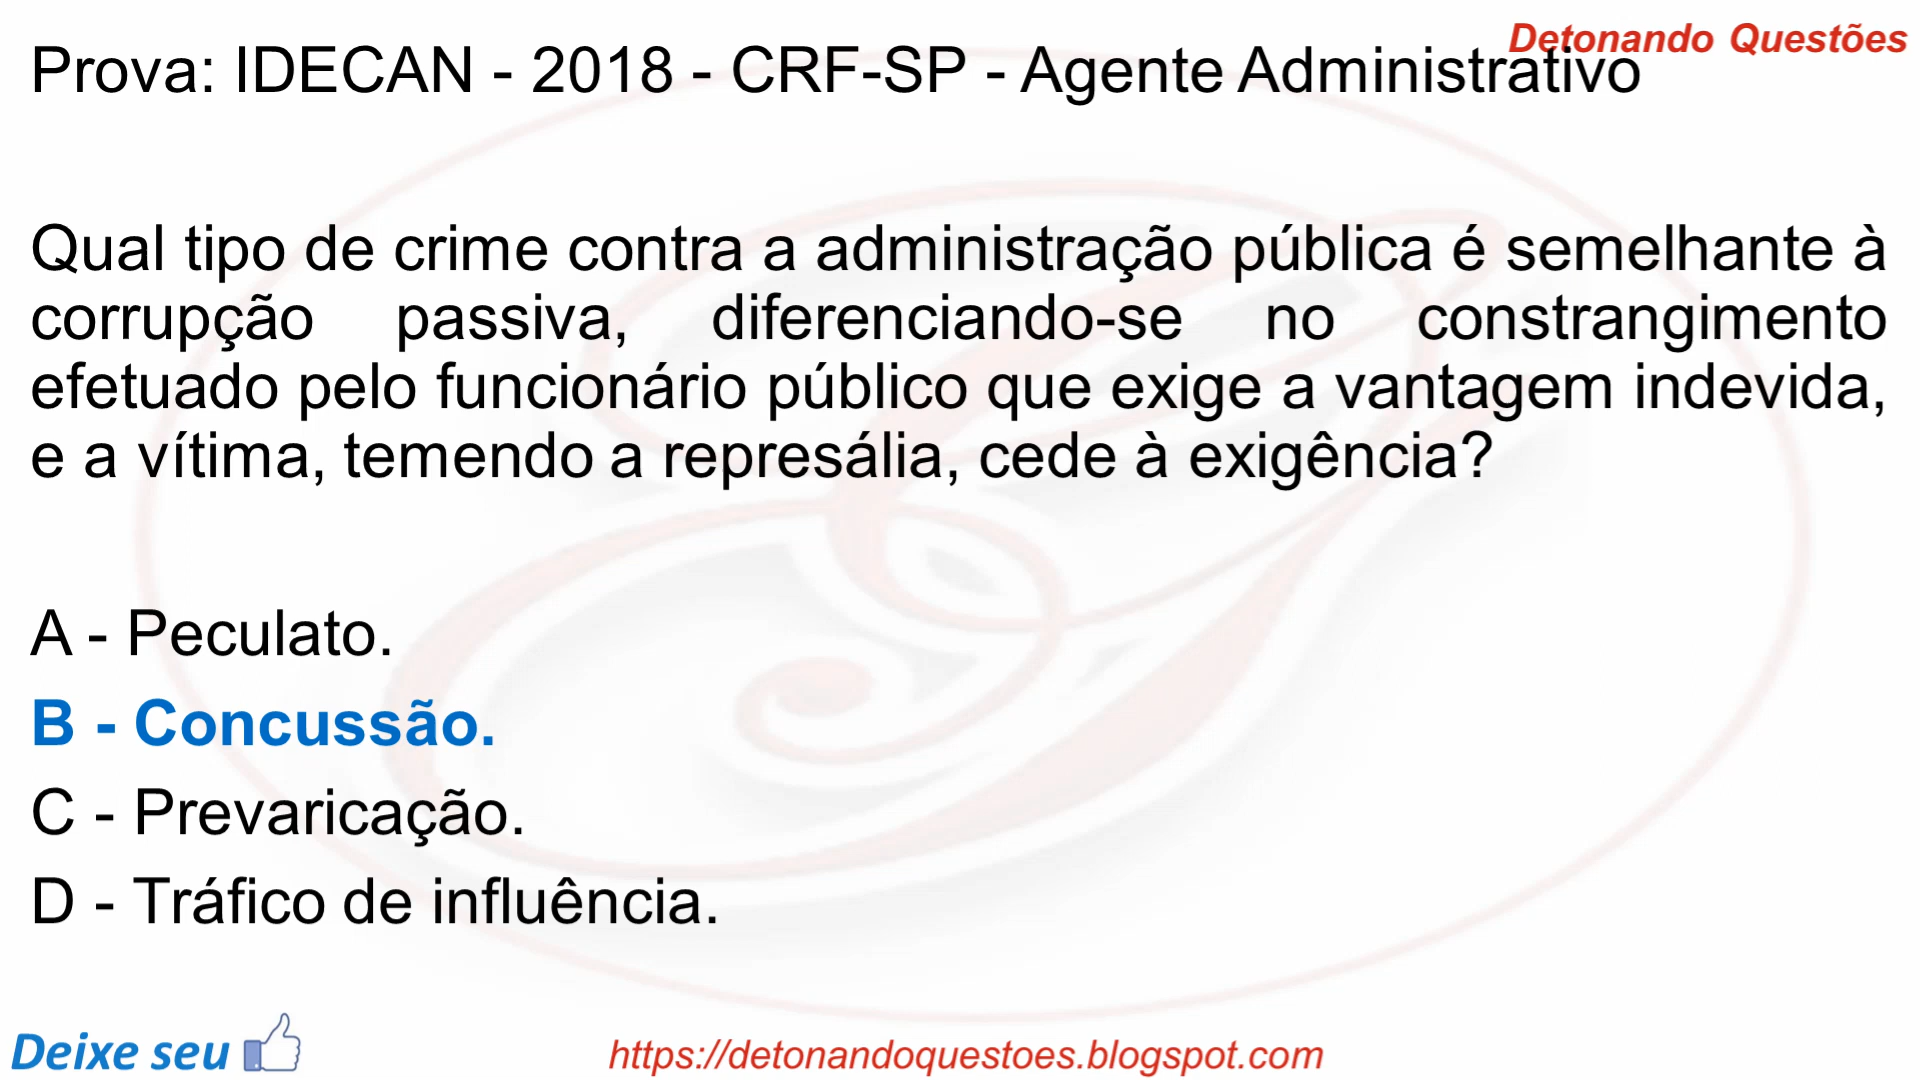 Detonando Questões
Prova: IDECAN - 2018 - CRF-SP - Agente Administrativo
Qual tipo de crime contra a administração pública é semelhante à
corrupção passiva, diferenciando-se no constrangimento
efetuado pelo funcionário público que exige a vantagem indevida,
e a vítima, temendo a represália, cede à exigência?
A - Peculato.
B - Concussão.
C - Prevaricação.
D - Tráfico de influência.
Deixe seu
https://detonandoquestoes.blogspot.com